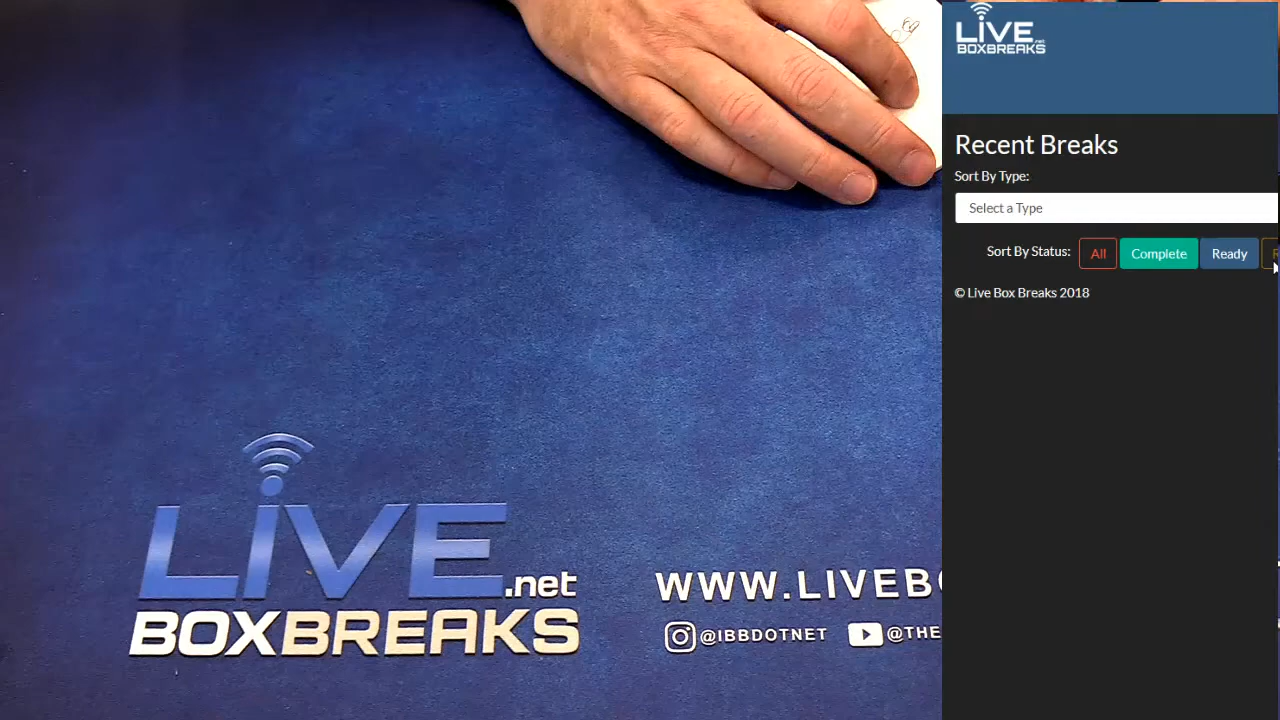 LIVE
.net
BOXBREAKS
WWW.LIVEB
@IBBDOTNET
@THE
LIVE.net
BOXBREAKS
Recent Breaks
Sort By Type:
Select a Type
Sort By Status: All Complete Ready
© Live Box Breaks 2018